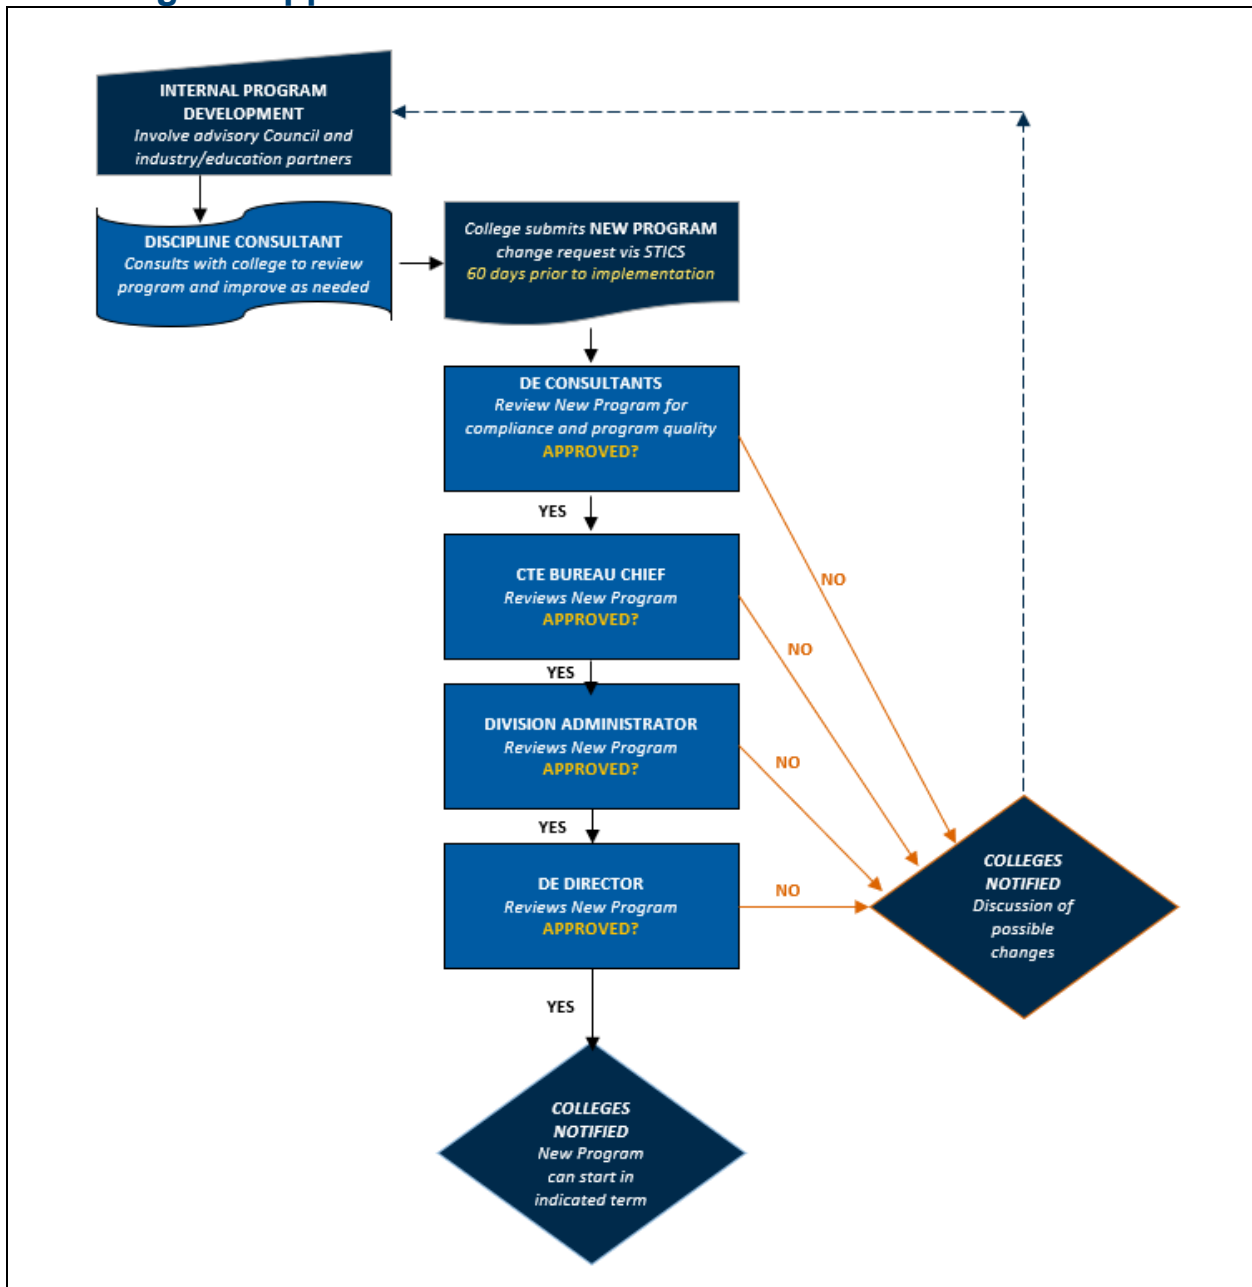 INTERNAL PROGRAM
DEVELOPMENT
Involve advisory Council and
industry/education partners
DISCIPLINE CONSULTANT
Consults with college to review
program and improve as needed
College submits NEW PROGRAM
change request vis STICS
60 days prior to implementation
DE CONSULTANTS
Review New Program for
compliance and program quality
APPROVED?
YES
NO
CTE BUREAU CHIEF
Reviews New Program
APPROVED?
NO
YES
DIVISION ADMINISTRATOR
Reviews New Program
APPROVED?
NO
YES
DE DIRECTOR
Reviews New Program
APPROVED?
NO
COLLEGES
NOTIFIED
Discussion of
possible
changes
YES
COLLEGES
NOTIFIED
New Program
can start in
indicated term